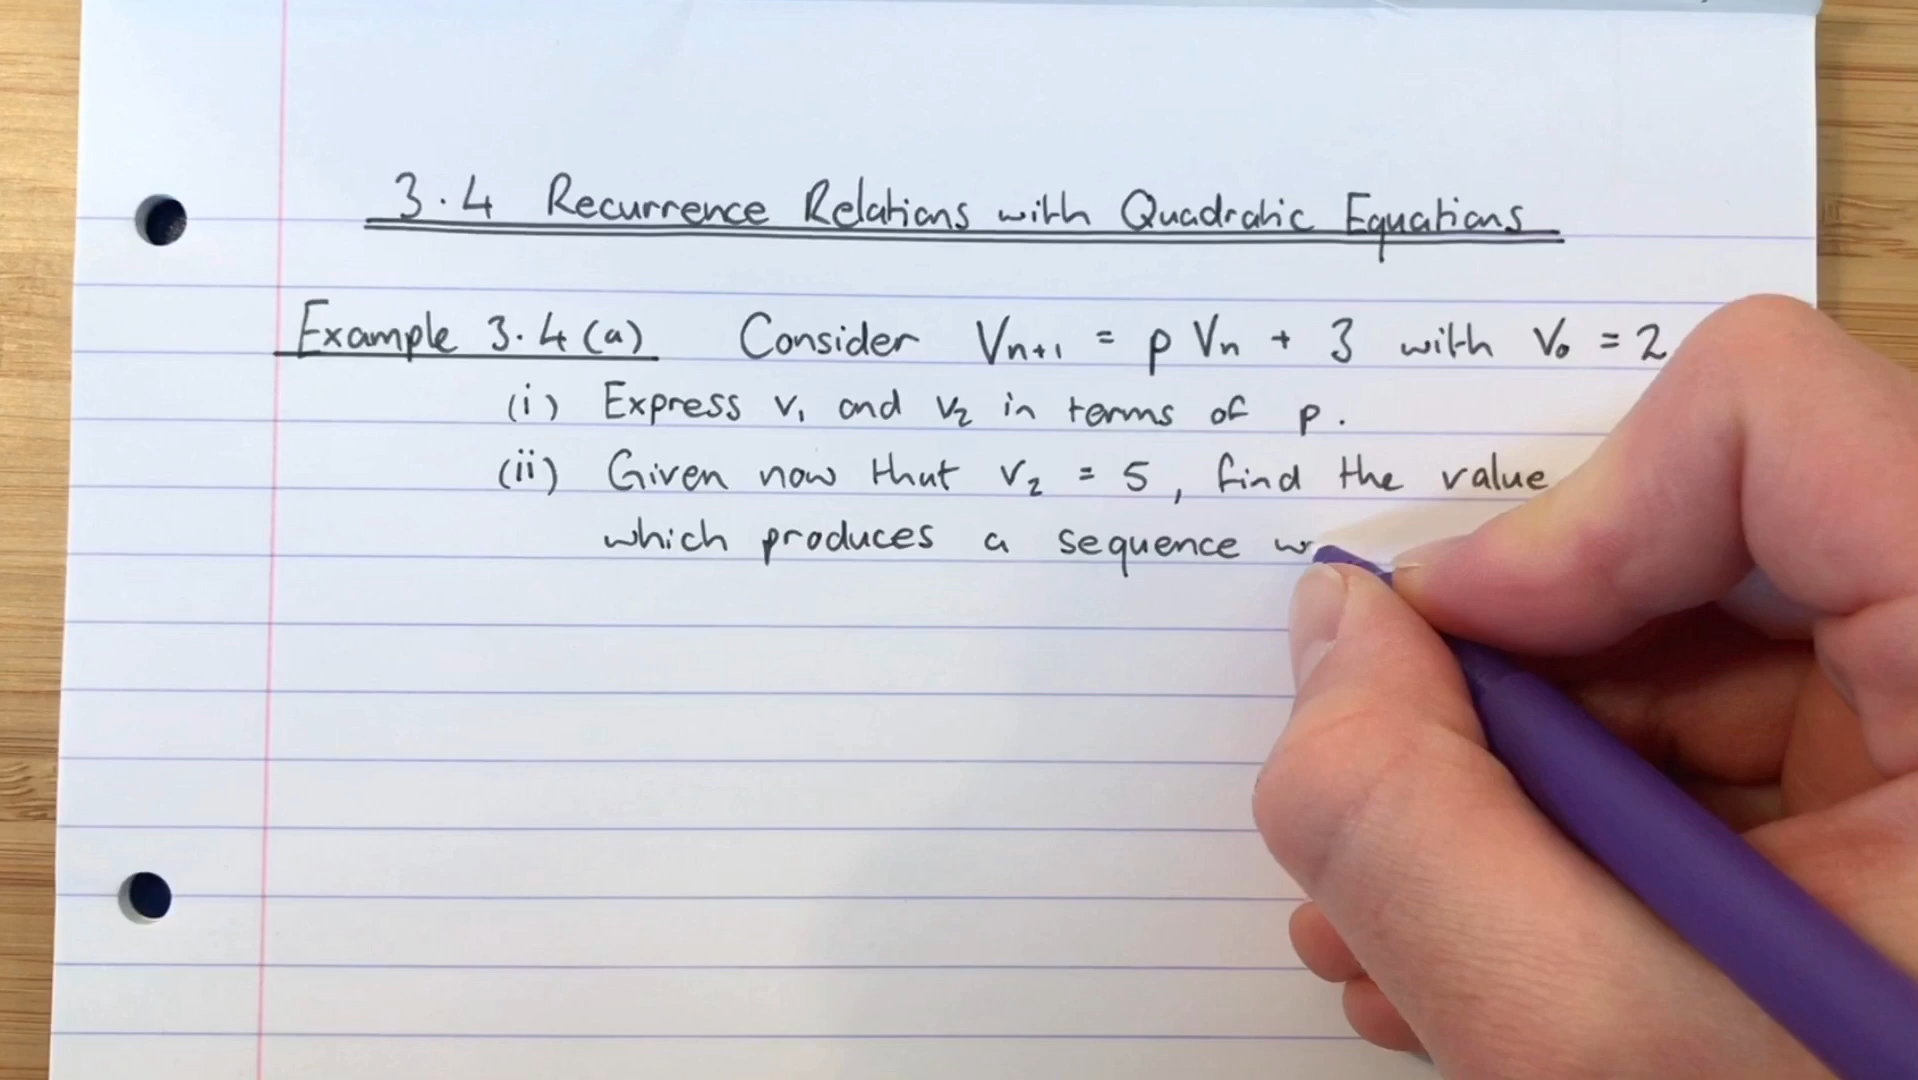 3.4 Recurrence Relations with Quadratic Equations
Example 3.4 (a) Consider Vn+1 = p Vn + 3 with V0 = 2
(i) Express v1 and v2 in terms of p.
(ii) Given now that v2 = 5, find the value
which produces a sequence